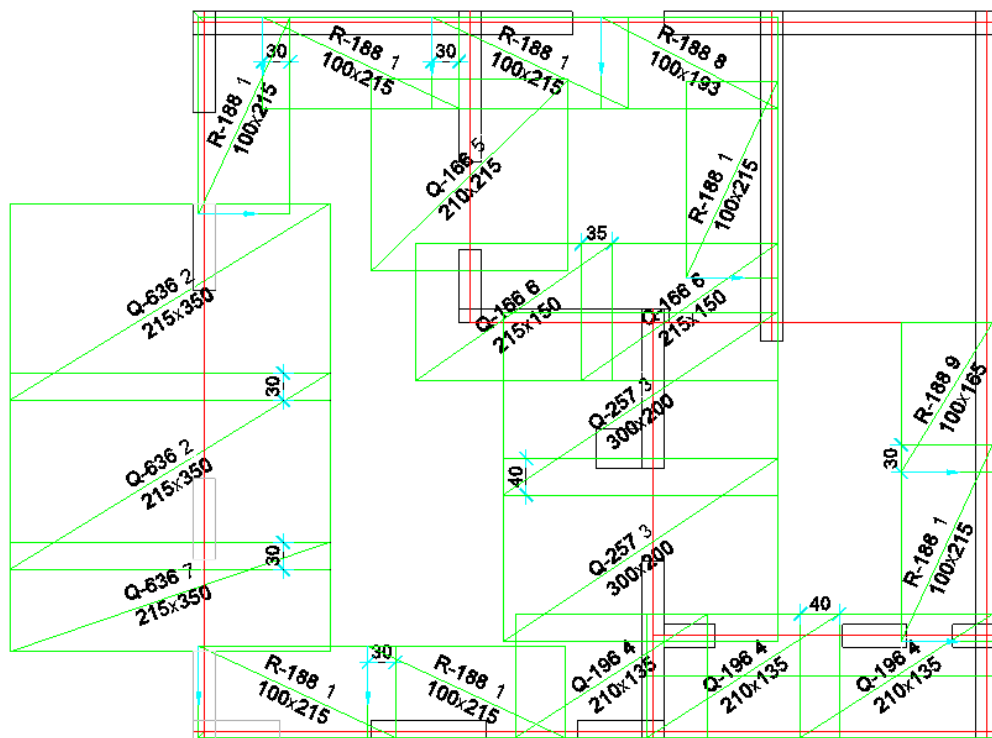 R-188 1
100x215
30
R-188 1
100x215
30
R-188 1
100x215
R-188 8
100x193
Q-166 5
210x215
R-188 1
100x215
35
Q-166 6
215x150
Q-166 6
215x150
Q-636 2
215x350
30
Q-257 3
300x200
R-188 9
100x165
30
40
Q-636 2
215x350
30
Q-257 3
300x200
R-188 1
100x215
Q-636 7
215x350
40
30
R-188 1
100x215
R-188 1
100x215
Q-196 4
210x135
Q-196 4
210x135
Q-196 4
210x135